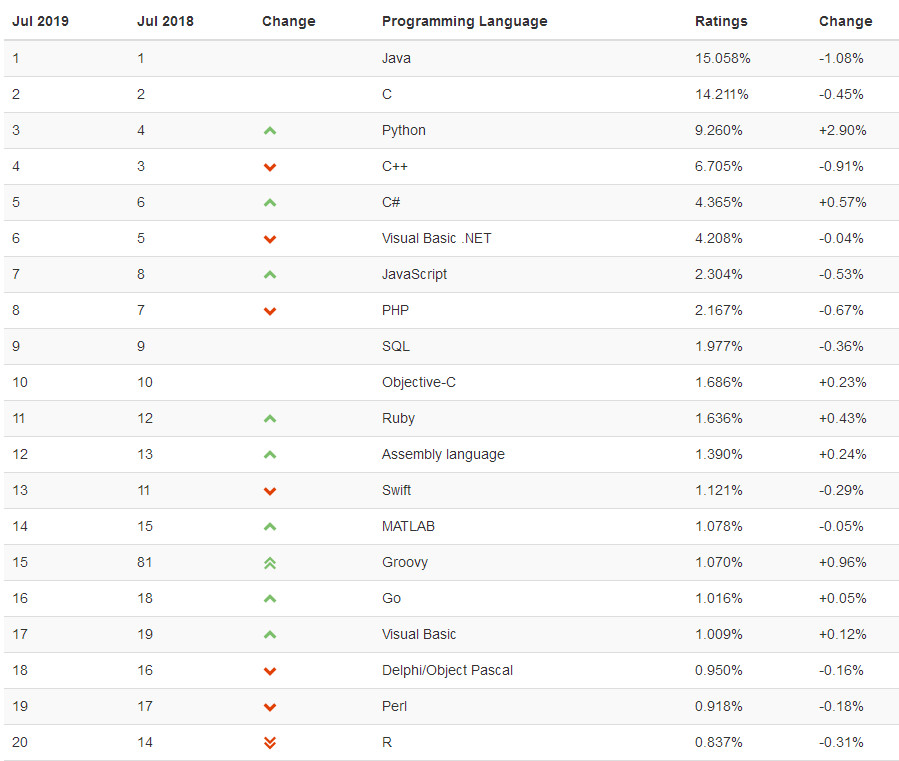 Jul 2019 Jul 2018 Change Programming Language Ratings Change
1 1 Java 15.058% -1.08%
2 2 C 14.211% -0.45%
3 4 Python 9.260% +2.90%
4 3 C++ 6.705% -0.91%
5 6 C# 4.365% +0.57%
6 5 Visual Basic .NET 4.208% -0.04%
7 8 JavaScript 2.304% -0.53%
8 7 PHP 2.167% -0.67%
9 9 SQL 1.977% -0.36%
10 10 Objective-C 1.686% +0.23%
11 12 Ruby 1.636% +0.43%
12 13 Assembly language 1.390% +0.24%
13 11 Swift 1.121% -0.29%
14 15 MATLAB 1.078% -0.05%
15 81 Groovy 1.070% +0.96%
16 18 Go 1.016% +0.05%
17 19 Visual Basic 1.009% +0.12%
18 16 Delphi/Object Pascal 0.950% -0.16%
19 17 Perl 0.918% -0.18%
20 14 R 0.837% -0.31%